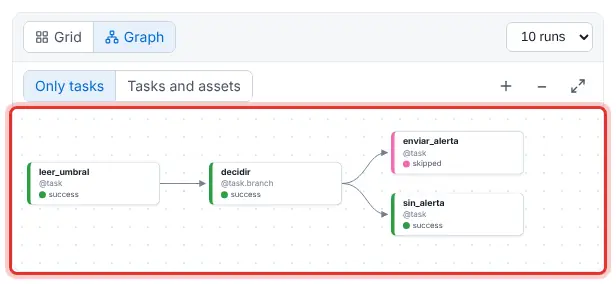 Grid
Graph
10 runs
Only tasks
Tasks and assets
leer_umbral
@task
success
decidir
@task.branch
success
enviar_alerta
@task
skipped
sin_alerta
@task
success